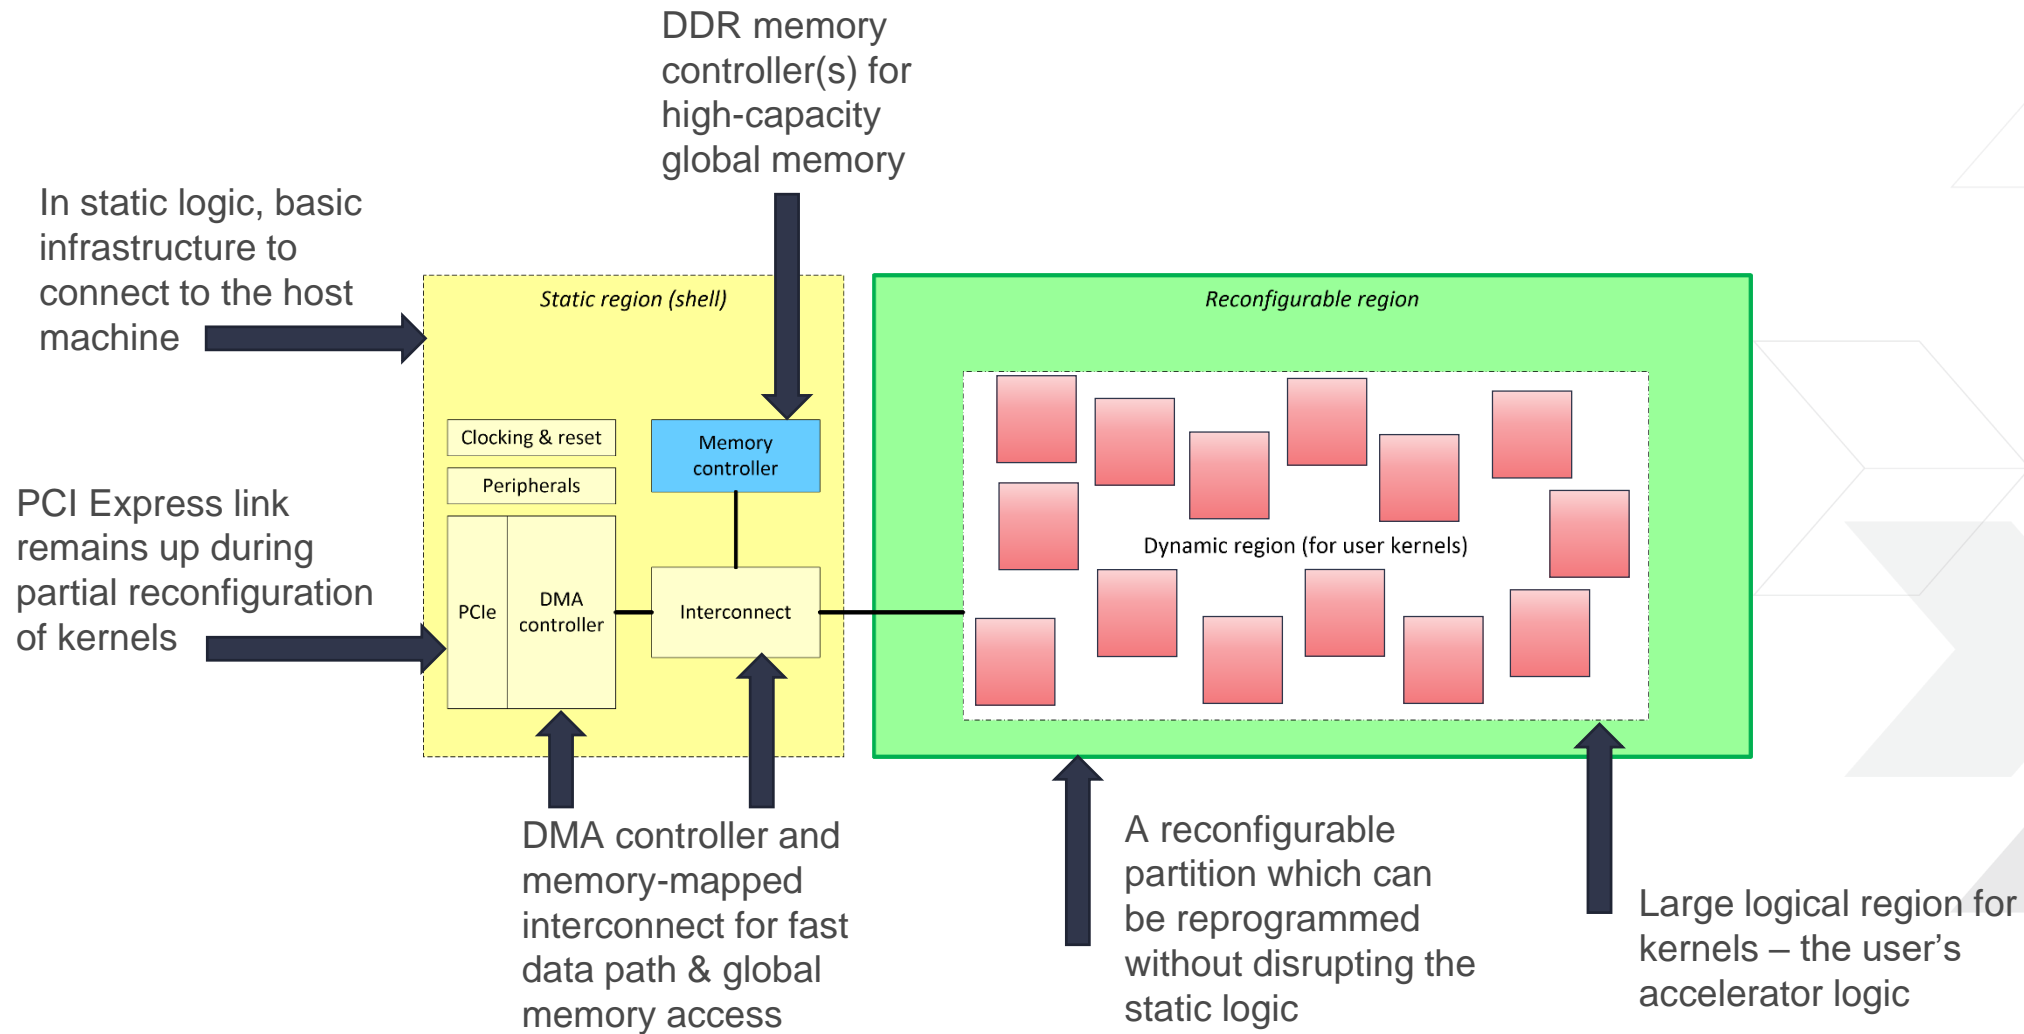 DDR memory
controller(s) for
high-capacity
global memory
In static logic, basic
infrastructure to
connect to the host
machine
Static region (shell)
Reconfigurable region
Clocking & reset
Memory
controller
Peripherals
PCI Express link
remains up during
partial reconfiguration
of kernels
PCIe
DMA
controller
Interconnect
Dynamic region (for user kernels)
DMA controller and
memory-mapped
interconnect for fast
data path & global
memory access
A reconfigurable
partition which can
be reprogrammed
without disrupting the
static logic
Large logical region for
kernels – the user’s
accelerator logic